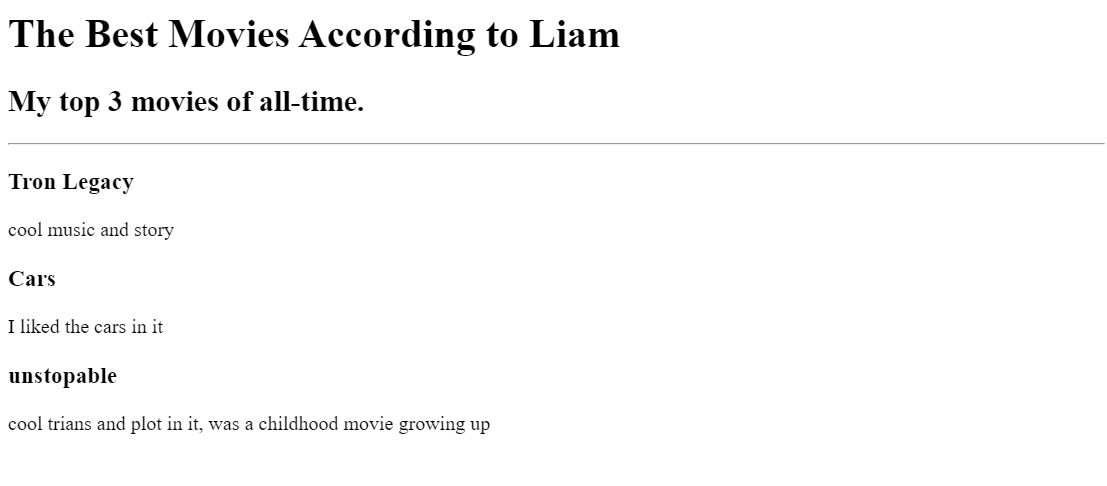 The Best Movies According to Liam
My top 3 movies of all-time.
Tron Legacy
cool music and story
Cars
I liked the cars in it
unstopable
cool trians and plot in it, was a childhood movie growing up